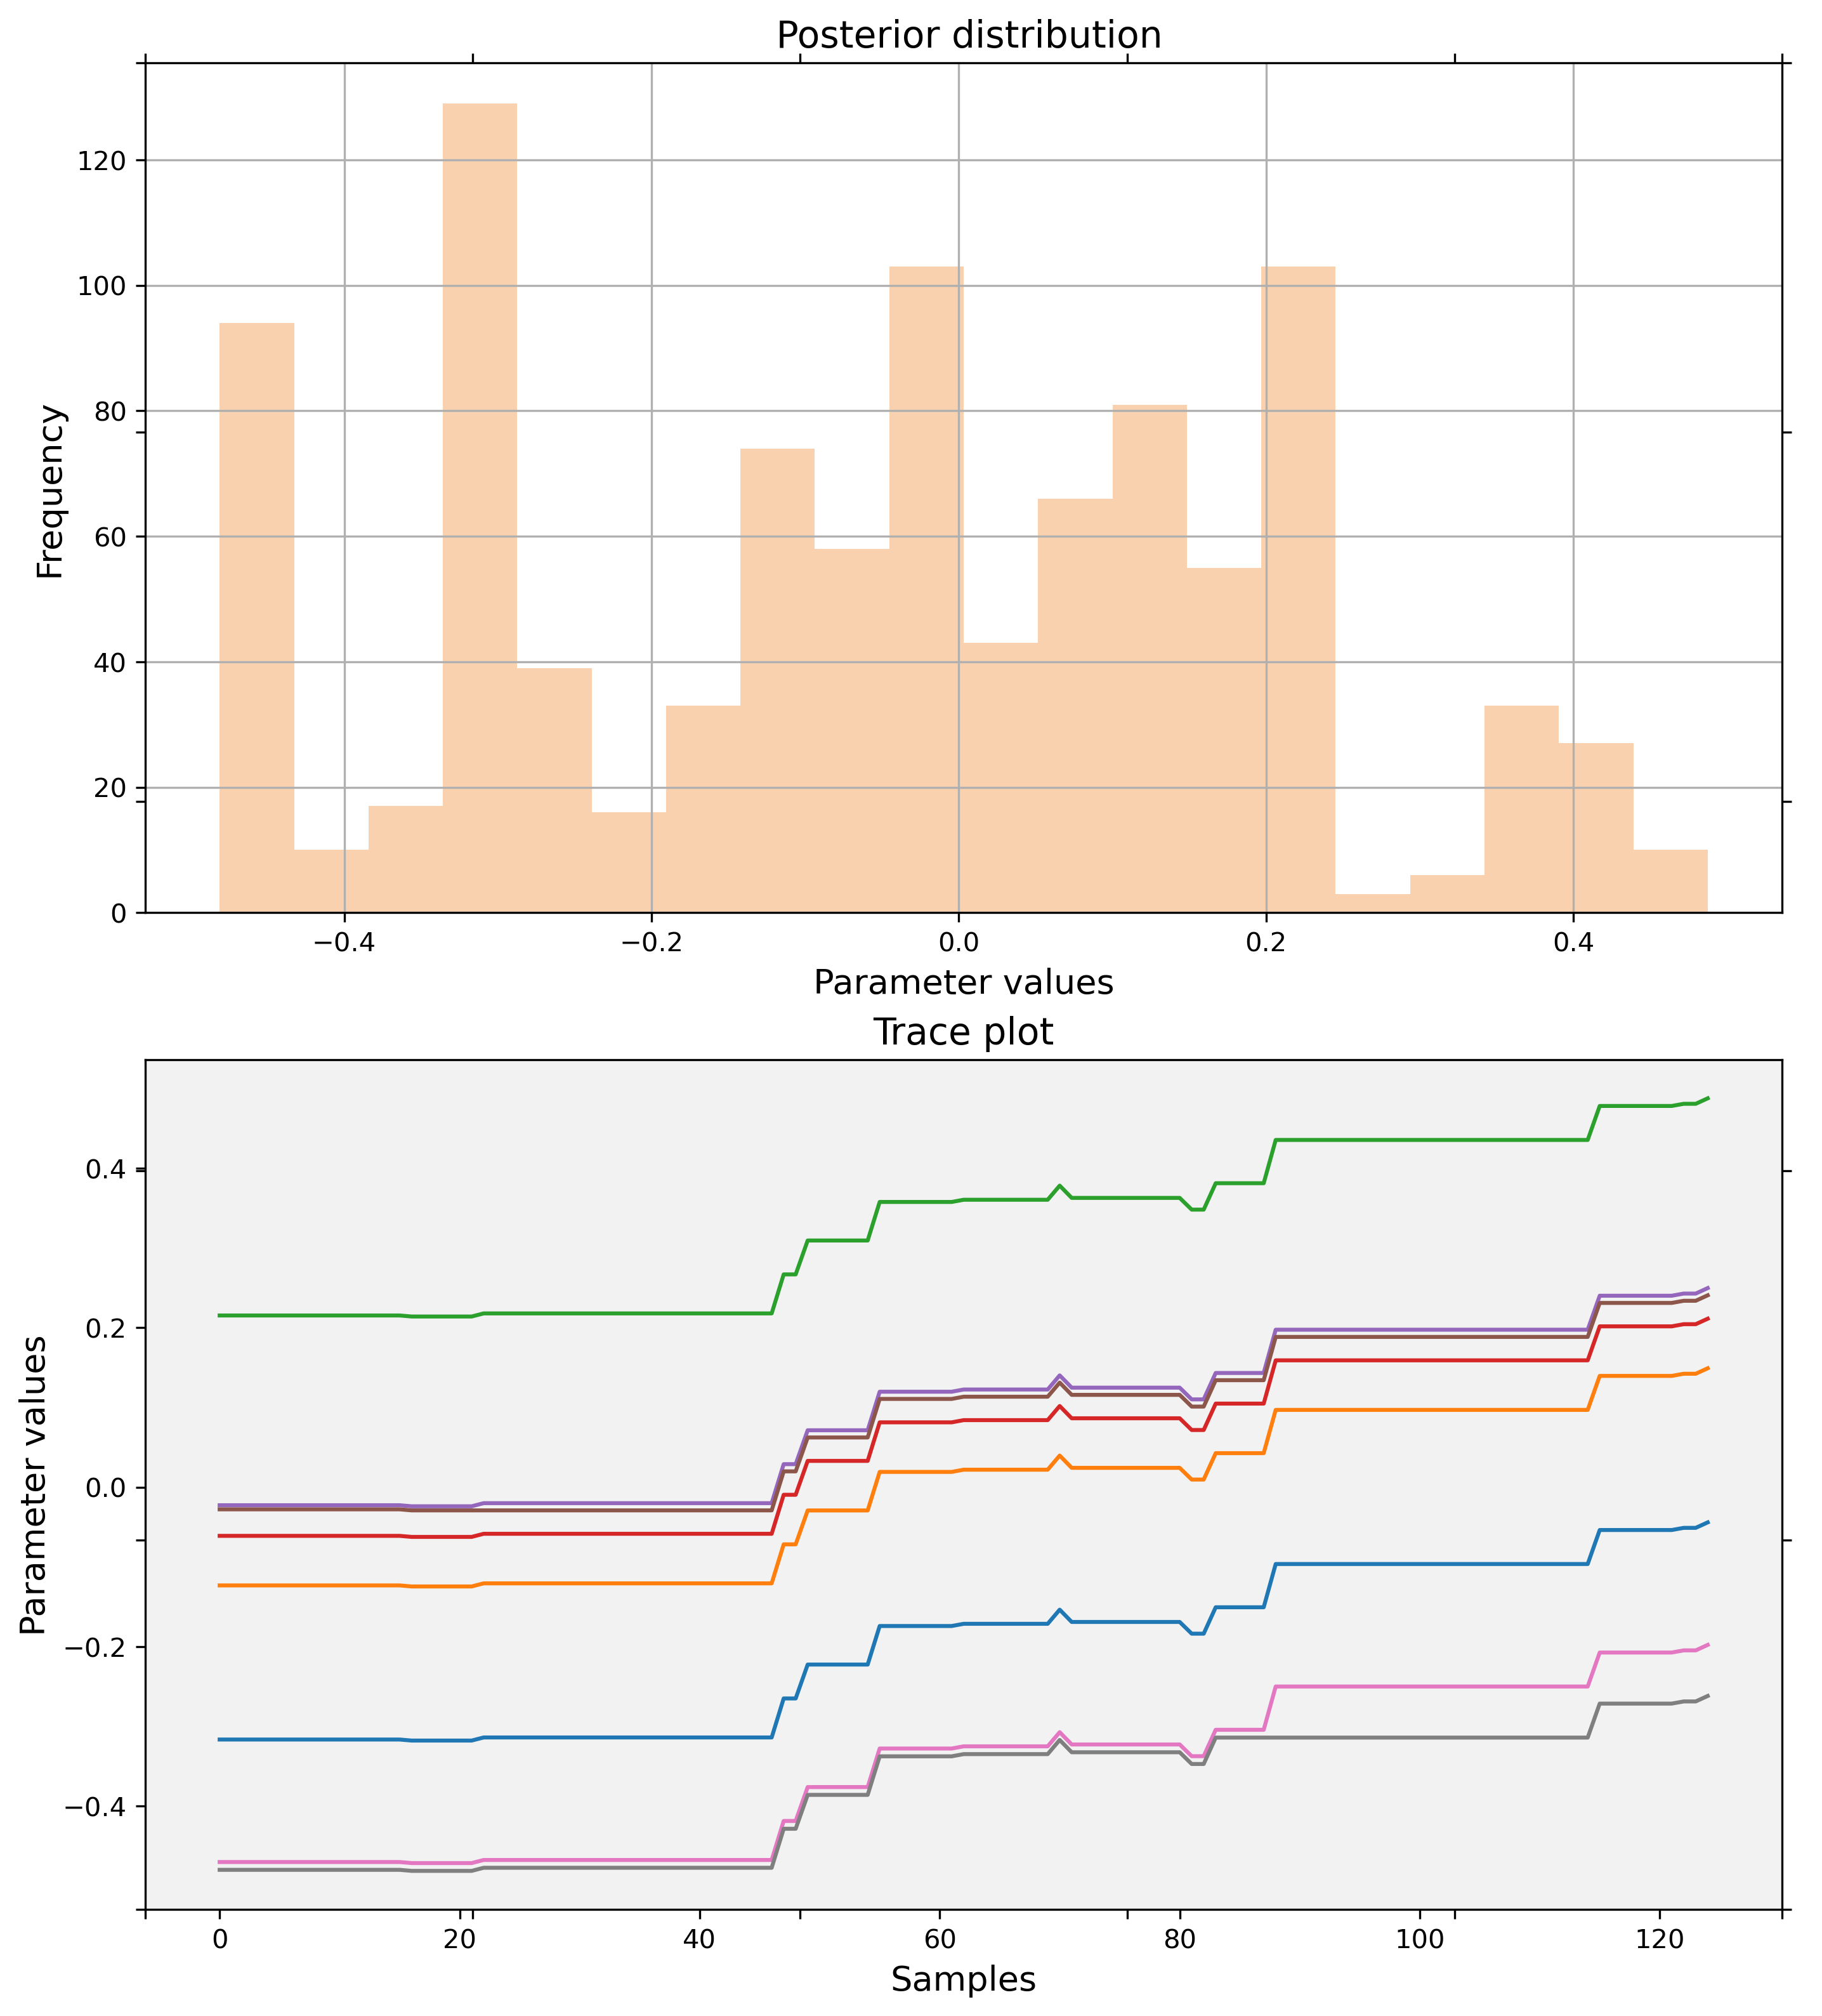 Posterior distribution
120
100
80
60
40
20
0
Frequency
−0.4 −0.2 0.0 0.2 0.4
Parameter values
Trace plot
0.4
0.2
0.0
−0.2
−0.4
Parameter values
0 20 40 60 80 100 120
Samples